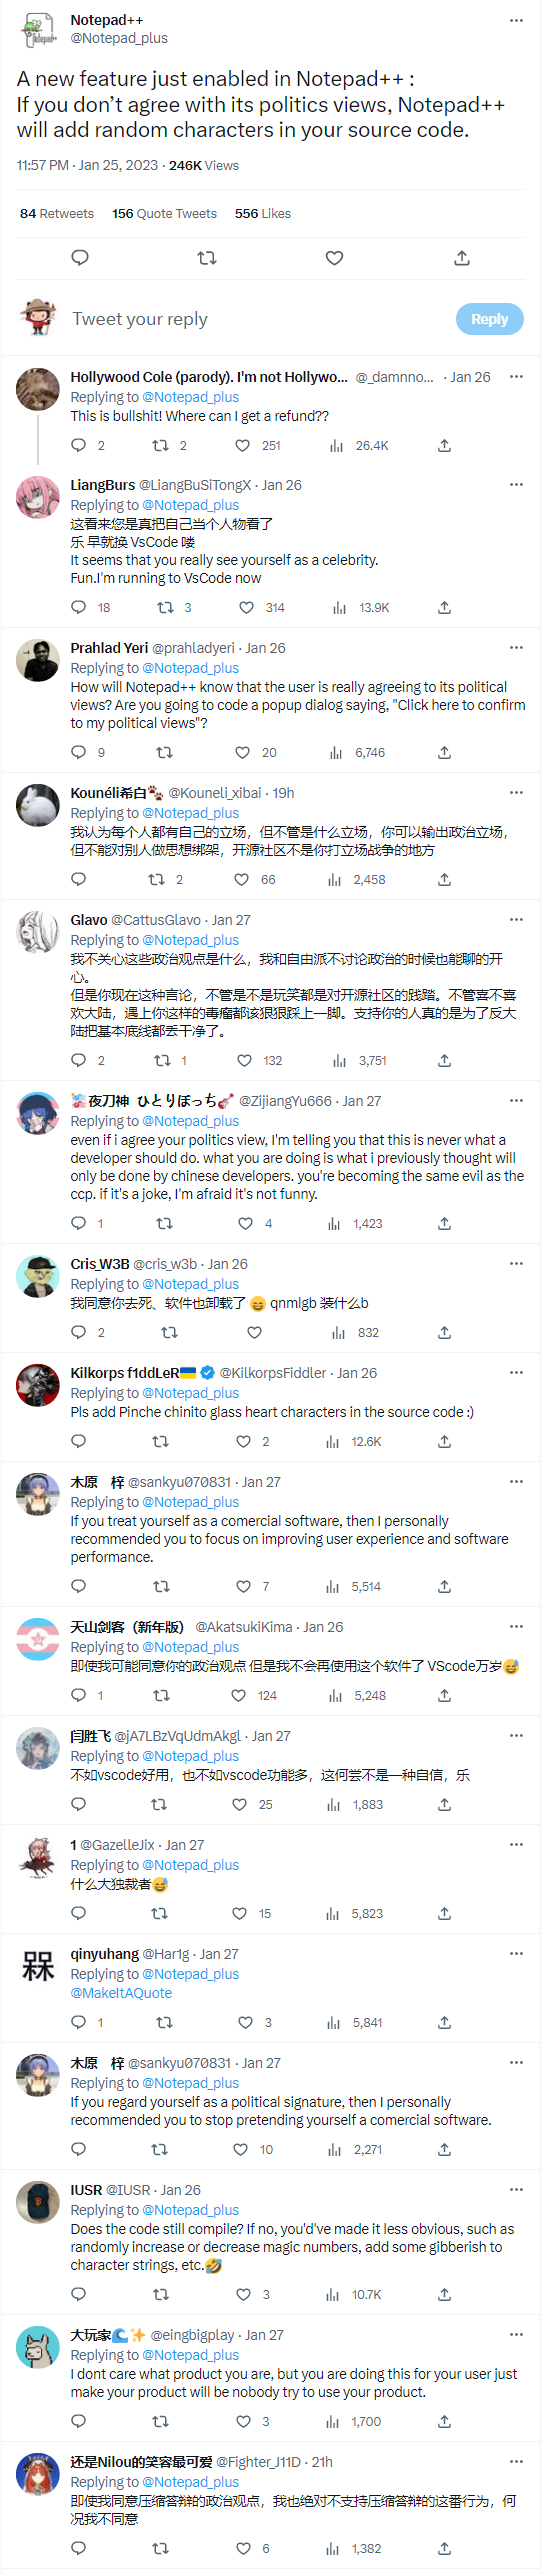 Notepad++
@Notepad_plus
A new feature just enabled in Notepad++ :
If you don’t agree with its politics views, Notepad++
will add random characters in your source code.
11:57 PM · Jan 25, 2023 · 246K Views
84 Retweets 156 Quote Tweets 556 Likes
Tweet your reply
Reply
Hollywood Cole (parody). I'm not Hollywo... @_damnno... · Jan 26
Replying to @Notepad_plus
This is bullshit! Where can I get a refund??
2 2 251 26.4K
LiangBurs @LiangBuSiTongX · Jan 26
Replying to @Notepad_plus
这看来您是真把自己当个人物看了
乐 早就换 VsCode 喽
It seems that you really see yourself as a celebrity.
Fun.I'm running to VsCode now
18 3 314 13.9K
Prahlad Yeri @prahladyeri · Jan 26
Replying to @Notepad_plus
How will Notepad++ know that the user is really agreeing to its political
views? Are you going to code a popup dialog saying, "Click here to confirm
to my political views"?
9 20 6,746
Kounéli希白🐾 @Kouneli_xibai · 19h
Replying to @Notepad_plus
我认为每个人都有自己的立场，但不管是什么立场，你可以输出政治立场，
但不能对别人做思想绑架，开源社区不是你打立场战争的地方
2 66 2,458
Glavo @CattusGlavo · Jan 27
Replying to @Notepad_plus
我不关心这些政治观点是什么，我和自由派不讨论政治的时候也能聊的开
心。
但是你现在这种言论，不管是不是玩笑都是对开源社区的践踏。不管喜不喜
欢大陆，遇上你这样的毒瘤都该狠狠踩上一脚。支持你的人真的是为了反大
陆把基本底线都丢干净了。
2 1 132 3,751
夜刀神 ひとりぼっち🎸 @ZijiangYu666 · Jan 27
Replying to @Notepad_plus
even if i agree your politics view, I'm telling you that this is never what a
developer should do. what you are doing is what i previously thought will
only be done by chinese developers. you're becoming the same evil as the
ccp. if it's a joke, I'm afraid it's not funny.
1 4 1,423
Cris_W3B @cris_w3b · Jan 26
Replying to @Notepad_plus
我同意你去死、软件也卸载了 😄 qnmlgb 装什么b
2 832
Kilkorps f1ddLeR🇺🇦 @KilkorpsFiddler · Jan 26
Replying to @Notepad_plus
Pls add Pinche chinito glass heart characters in the source code :)
2 12.6K
木原 梓 @sankyu070831 · Jan 27
Replying to @Notepad_plus
If you treat yourself as a comercial software, then I personally
recommended you to focus on improving user experience and software
performance.
7 5,514
天山剑客（新年版） @AkatsukiKima · Jan 26
Replying to @Notepad_plus
即使我可能同意你的政治观点 但是我不会再使用这个软件了 VScode万岁😅
1 124 5,248
闫胜飞 @jA7LBzVqUdmAkgl · Jan 27
Replying to @Notepad_plus
不如vscode好用，也不如vscode功能多，这何尝不是一种自信，乐
25 1,883
1 @GazelleJix · Jan 27
Replying to @Notepad_plus
什么大独裁者😅
15 5,823
槑
qinyuhang @Har1g · Jan 27
Replying to @Notepad_plus
@MakeItAQuote
1 3 5,841
木原 梓 @sankyu070831 · Jan 27
Replying to @Notepad_plus
If you regard yourself as a political signature, then I personally
recommended you to stop pretending yourself a comercial software.
10 2,271
IUSR @IUSR · Jan 26
Replying to @Notepad_plus
Does the code still compile? If no, you'd've made it less obvious, such as
randomly increase or decrease magic numbers, add some gibberish to
character strings, etc.🤣
3 10.7K
大玩家🌊✨ @eingbigplay · Jan 27
Replying to @Notepad_plus
I dont care what product you are, but you are doing this for your user just
make your product will be nobody try to use your product.
3 1,700
还是Nilou的笑容最可爱 @Fighter_J11D · 21h
Replying to @Notepad_plus
即使我同意压缩答辩的政治观点，我也绝对不支持压缩答辩的这番行为，何
况我不同意
6 1,382